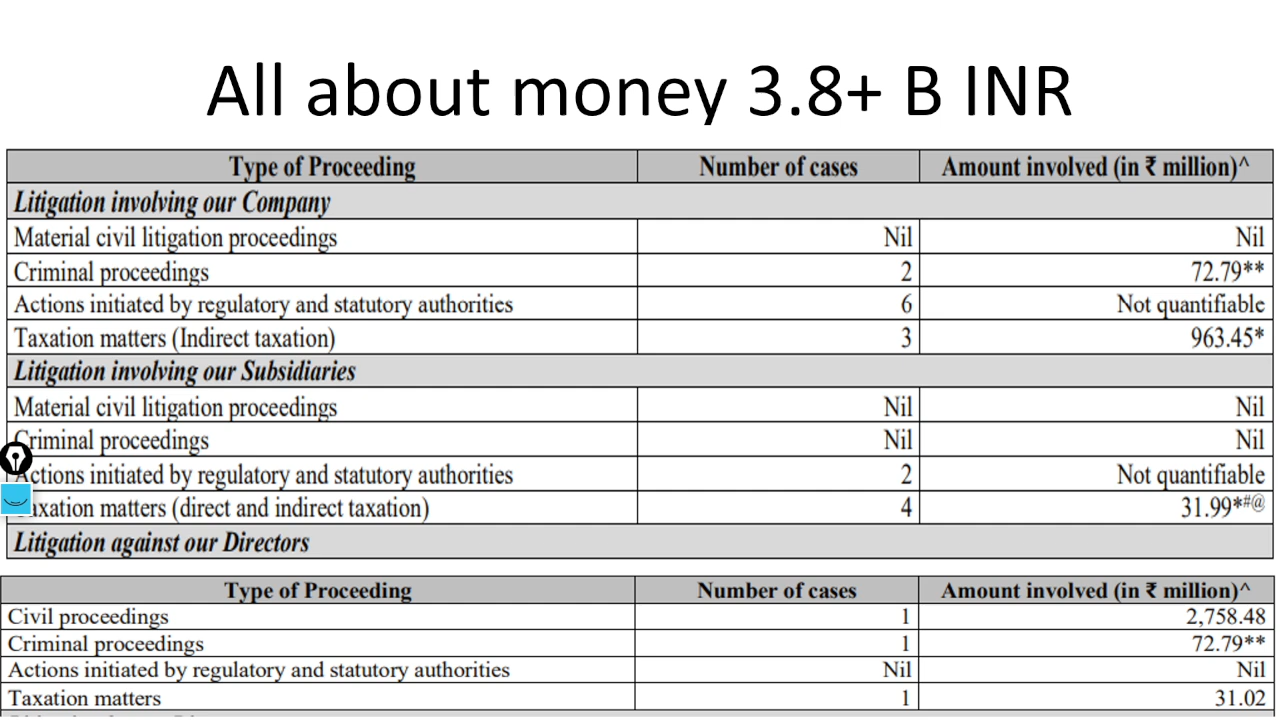 All about money 3.8+ B INR
Type of Proceeding Number of cases Amount involved (in ₹ million)^
Litigation involving our Company
Material civil litigation proceedings Nil Nil
Criminal proceedings 2 72.79**
Actions initiated by regulatory and statutory authorities 6 Not quantifiable
Taxation matters (Indirect taxation) 3 963.45*
Litigation involving our Subsidiaries
Material civil litigation proceedings Nil Nil
Criminal proceedings Nil Nil
Actions initiated by regulatory and statutory authorities 2 Not quantifiable
Taxation matters (direct and indirect taxation) 4 31.99*#@
Litigation against our Directors
Type of Proceeding Number of cases Amount involved (in ₹ million)^
Civil proceedings 1 2,758.48
Criminal proceedings 1 72.79**
Actions initiated by regulatory and statutory authorities Nil Nil
Taxation matters 1 31.02